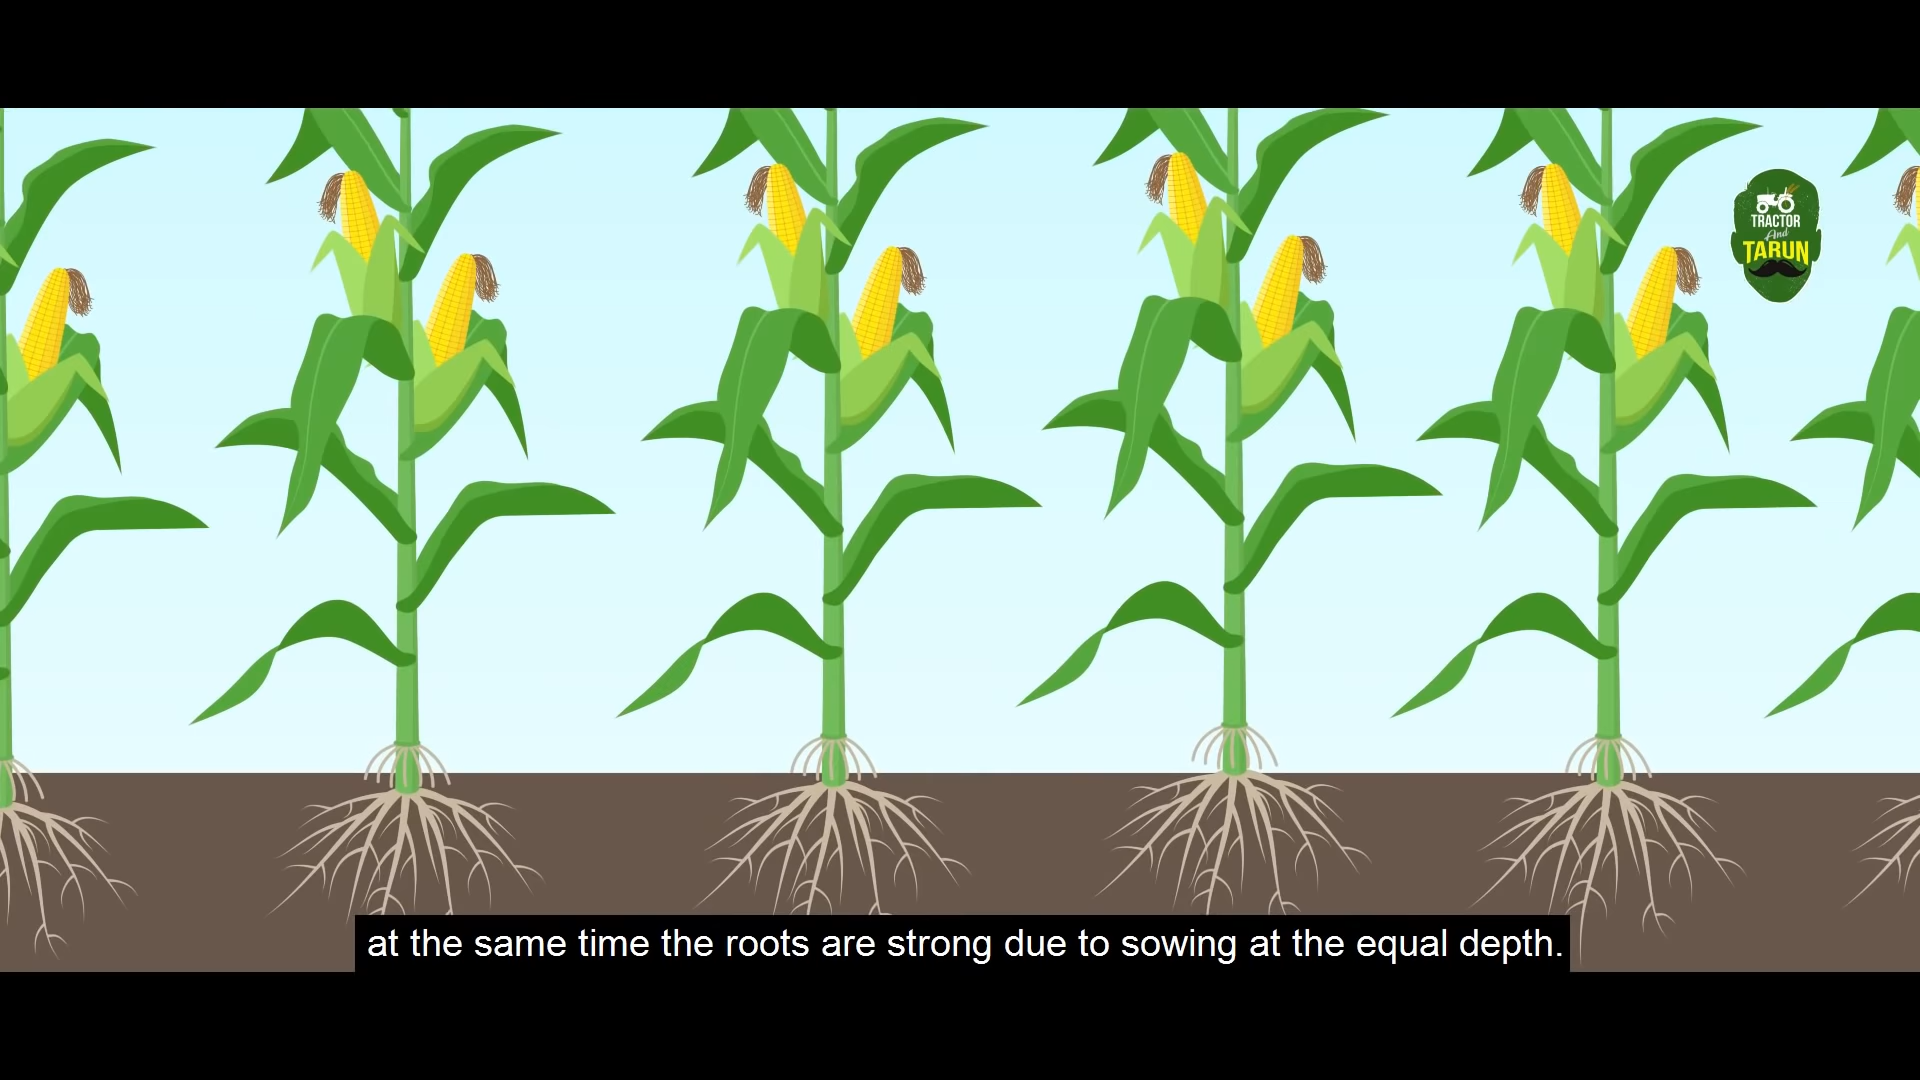 TRACTOR
And
TARUN
at the same time the roots are strong due to sowing at the equal depth.